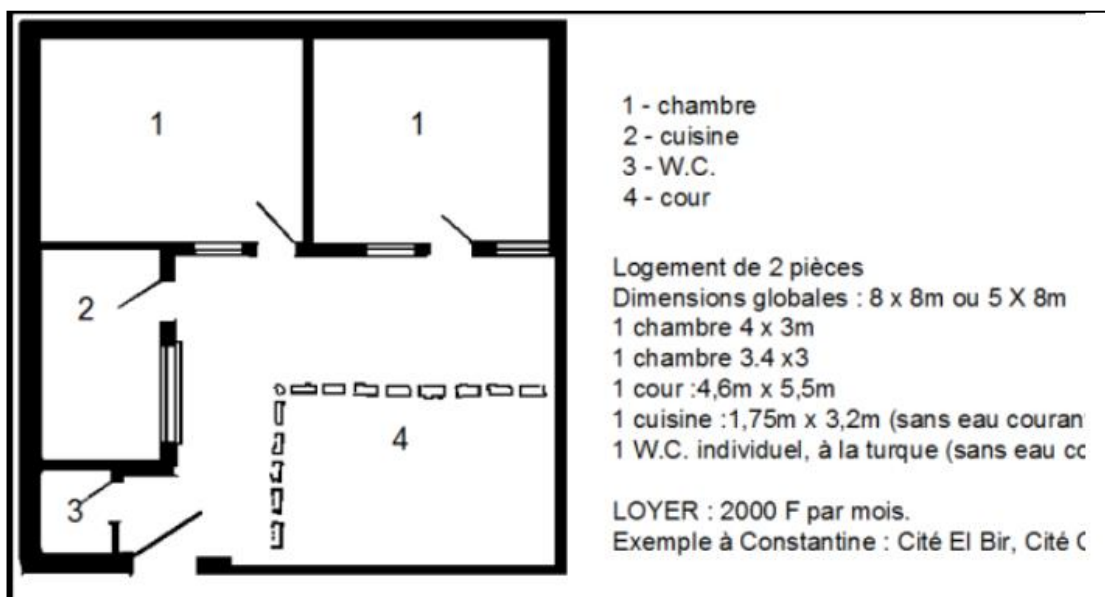 1
1
2
3
4
1 - chambre
2 - cuisine
3 - W.C.
4 - cour
Logement de 2 pièces
Dimensions globales : 8 x 8m ou 5 X 8m
1 chambre 4 x 3m
1 chambre 3.4 x3
1 cour :4,6m x 5,5m
1 cuisine :1,75m x 3,2m (sans eau
1 W.C. individuel, à la turque (sans eau
LOYER : 2000 F par mois.
Exemple à Constantine : Cité El Bir, Cité